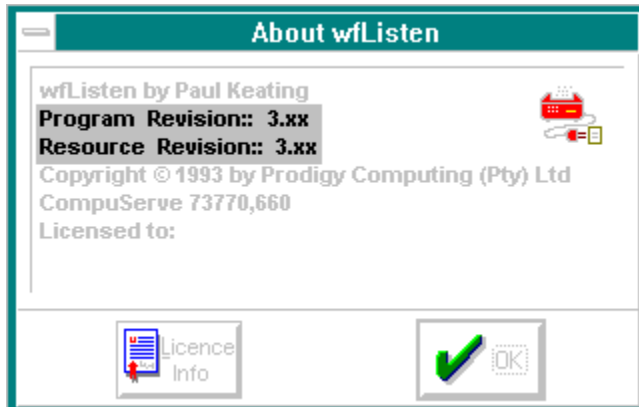 About wfListen
wfListen by Paul Keating
Program Revision:: 3.xx
Resource Revision:: 3.xx
Copyright © 1993 by Prodigy Computing (Pty) Ltd
CompuServe 73770,660
Licensed to:
Licence
Info
OK